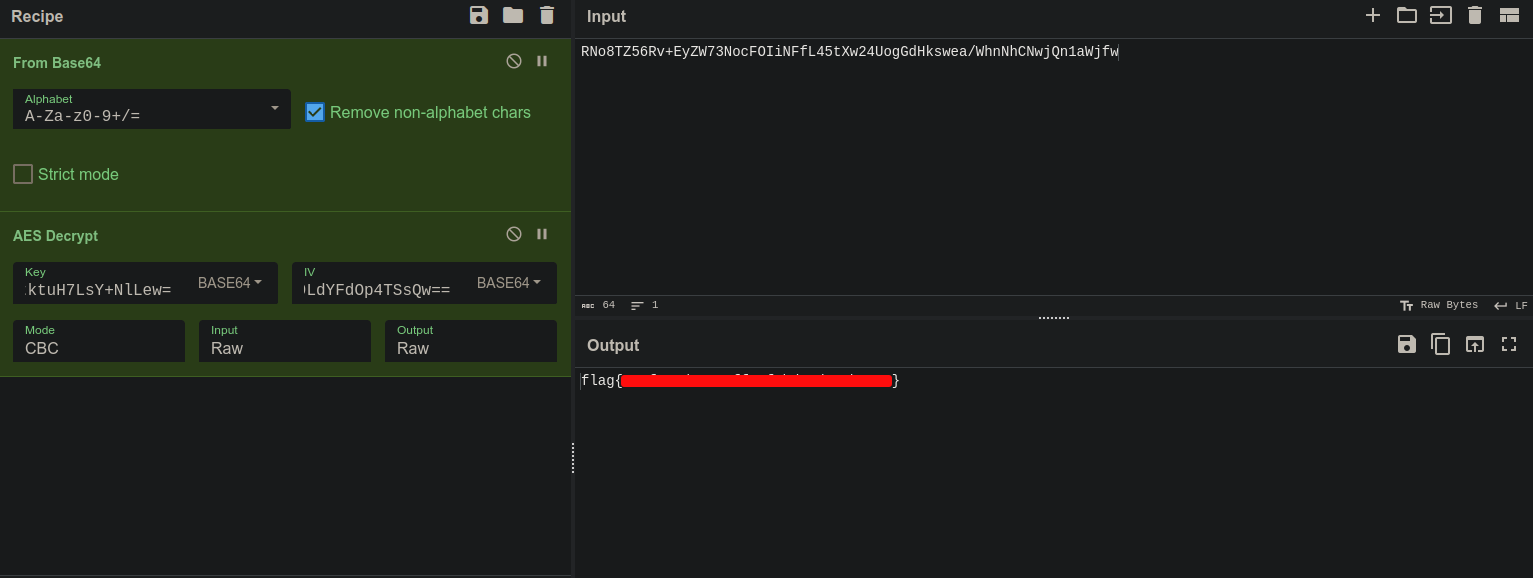 Recipe
From Base64
Alphabet
A-Za-z0-9+/=
Remove non-alphabet chars
Strict mode
AES Decrypt
Key
ktuH7LsY+NlLew=
BASE64
IV
LdYFdOp4TSsQw==
BASE64
Mode
CBC
Input
Raw
Output
Raw
Input
RNo8TZ56Rv+EyZW73NocFOIiNFfL45tXw24UogGdHkswea/WhnNhCNwjQn1aWjfw
ABC 64
1
Raw Bytes
LF
Output
flag{
}